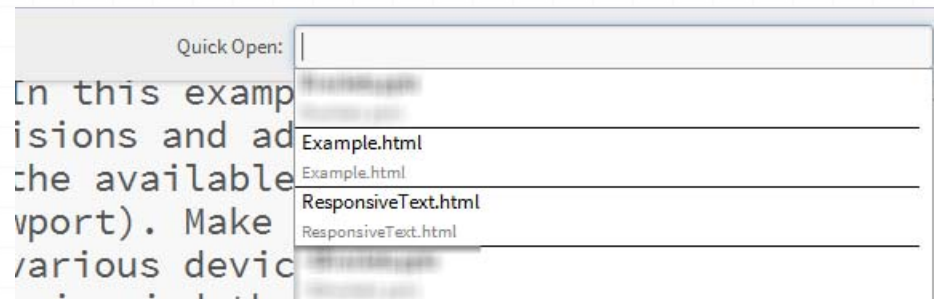 Quick Open:
In this examp
isions and ad
Example.html
the available
Example.html
ResponsiveText.html
wport). Make
ResponsiveText.html
various devic